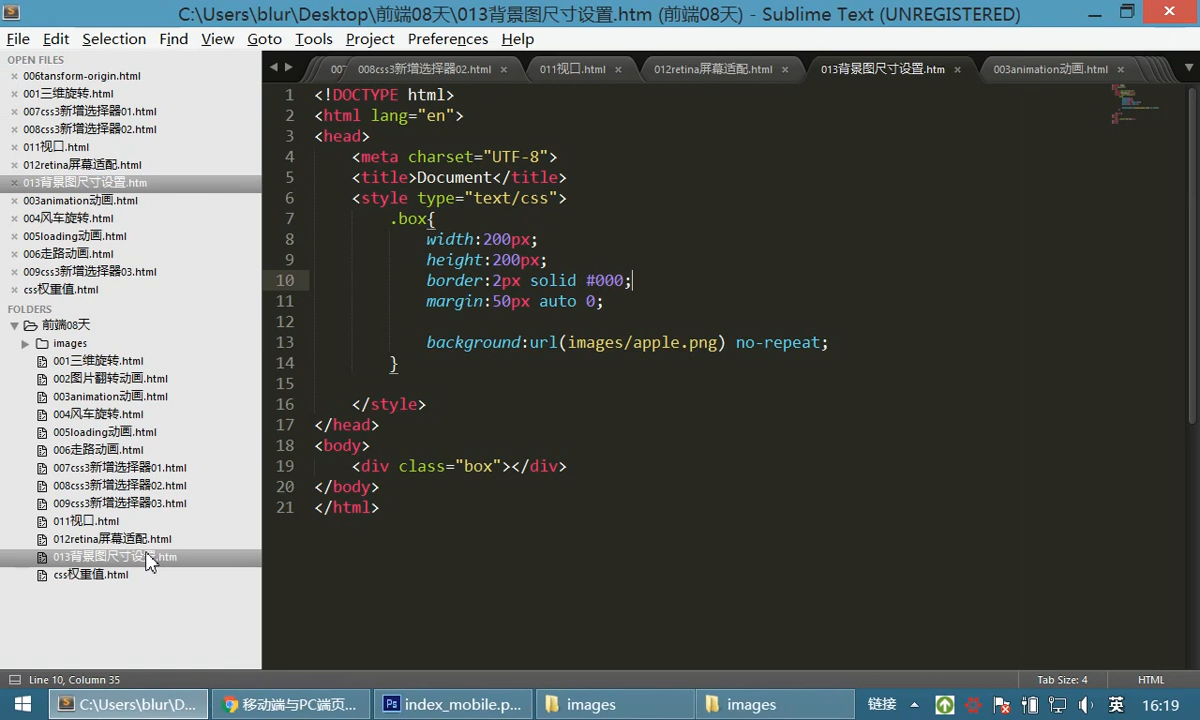 C:\Users\blur\Desktop\前端08天\013背景图尺寸设置.htm (前端08天) - Sublime Text (UNREGISTERED)
File Edit Selection Find View Goto Tools Project Preferences Help
OPEN FILES
006tansform-origin.html
001三维旋转.html
007css3新增选择器01.html
008css3新增选择器02.html
011视口.html
012retina屏幕适配.html
013背景图尺寸设置.htm
003animation动画.html
004风车旋转.html
005loading动画.html
006走路动画.html
009css3新增选择器03.html
css权重值.html
FOLDERS
前端08天
images
001三维旋转.html
002图片翻转动画.html
003animation动画.html
004风车旋转.html
005loading动画.html
006走路动画.html
007css3新增选择器01.html
008css3新增选择器02.html
009css3新增选择器03.html
011视口.html
012retina屏幕适配.html
013背景图尺寸设置.htm
css权重值.html
007 008css3新增选择器02.html 011视口.html 012retina屏幕适配.html 013背景图尺寸设置.htm 003animation动画.html
1 <!DOCTYPE html>
2 <html lang="en">
3 <head>
4 <meta charset="UTF-8">
5 <title>Document</title>
6 <style type="text/css">
7 .box{
8 width:200px;
9 height:200px;
10 border:2px solid #000;
11 margin:50px auto 0;
12
13 background:url(images/apple.png) no-repeat;
14 }
15
16 </style>
17 </head>
18 <body>
19 <div class="box"></div>
20 </body>
21 </html>
Line 10, Column 35 Tab Size: 4 HTML
C:\Users\blur\D... 移动端与PC端页... index_mobile.p... images images 链接 英 16:19